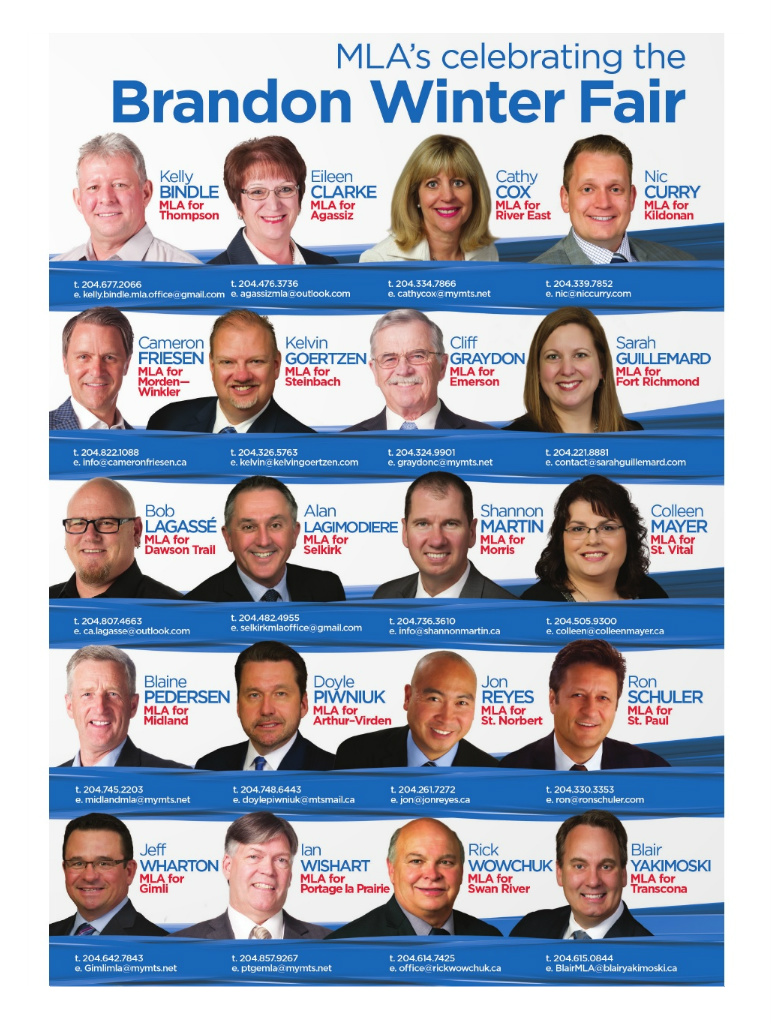 MLA's celebrating the
Brandon Winter Fair
Kelly
BINDLE
MLA for
Thompson
Eileen
CLARKE
MLA for
Agassiz
Cathy
COX
MLA for
River East
Nic
CURRY
MLA for
Kildonan
t. 204.677.2066
e. kelly.bindle.mla.office@gmail.com
t. 204.476.3736
e. agassizmla@outlook.com
t. 204.334.7866
e. cathycox@mymts.net
t. 204.339.7852
e. nic@niccurry.com
Cameron
FRIESEN
MLA for
Morden—
Winkler
Kelvin
GOERTZEN
MLA for
Steinbach
Cliff
GRAYDON
MLA for
Emerson
Sarah
GUILLEMARD
MLA for
Fort Richmond
t. 204.822.1088
e. info@cameronfriesen.ca
t. 204.326.5763
e. kelvin@kelvingoertzen.com
t. 204.324.9901
e. graydonc@mymts.net
t. 204.221.8881
e. contact@sarahguillemard.com
Bob
LAGASSÉ
MLA for
Dawson Trail
Alan
LAGIMODIERE
MLA for
Selkirk
Shannon
MARTIN
MLA for
Morris
Colleen
MAYER
MLA for
St. Vital
t. 204.807.4663
e. ca.lagasse@outlook.com
t. 204.482.4955
e. selkirkmlaoffice@gmail.com
t. 204.736.3610
e. info@shannonmartin.ca
t. 204.505.9300
e. colleen@colleenmayer.ca
Blaine
PEDERSEN
MLA for
Midland
Doyle
PIWNIUK
MLA for
Arthur–Virden
Jon
REYES
MLA for
St. Norbert
Ron
SCHULER
MLA for
St. Paul
t. 204.745.2203
e. midlandmla@mymts.net
t. 204.748.6443
e. doylepiwniuk@mtsmail.ca
t. 204.261.7272
e. jon@jonreyes.ca
t. 204.330.3353
e. ron@ronschuler.com
Jeff
WHARTON
MLA for
Gimli
Ian
WISHART
MLA for
Portage la Prairie
Rick
WOWCHUK
MLA for
Swan River
Blair
YAKIMOSKI
MLA for
Transcona
t. 204.642.7843
e. Gimlimla@mymts.net
t. 204.857.9267
e. ptgemla@mymts.net
t. 204.614.7425
e. office@rickwowchuk.ca
t. 204.615.0844
e. BlairMLA@blairyakimoski.ca